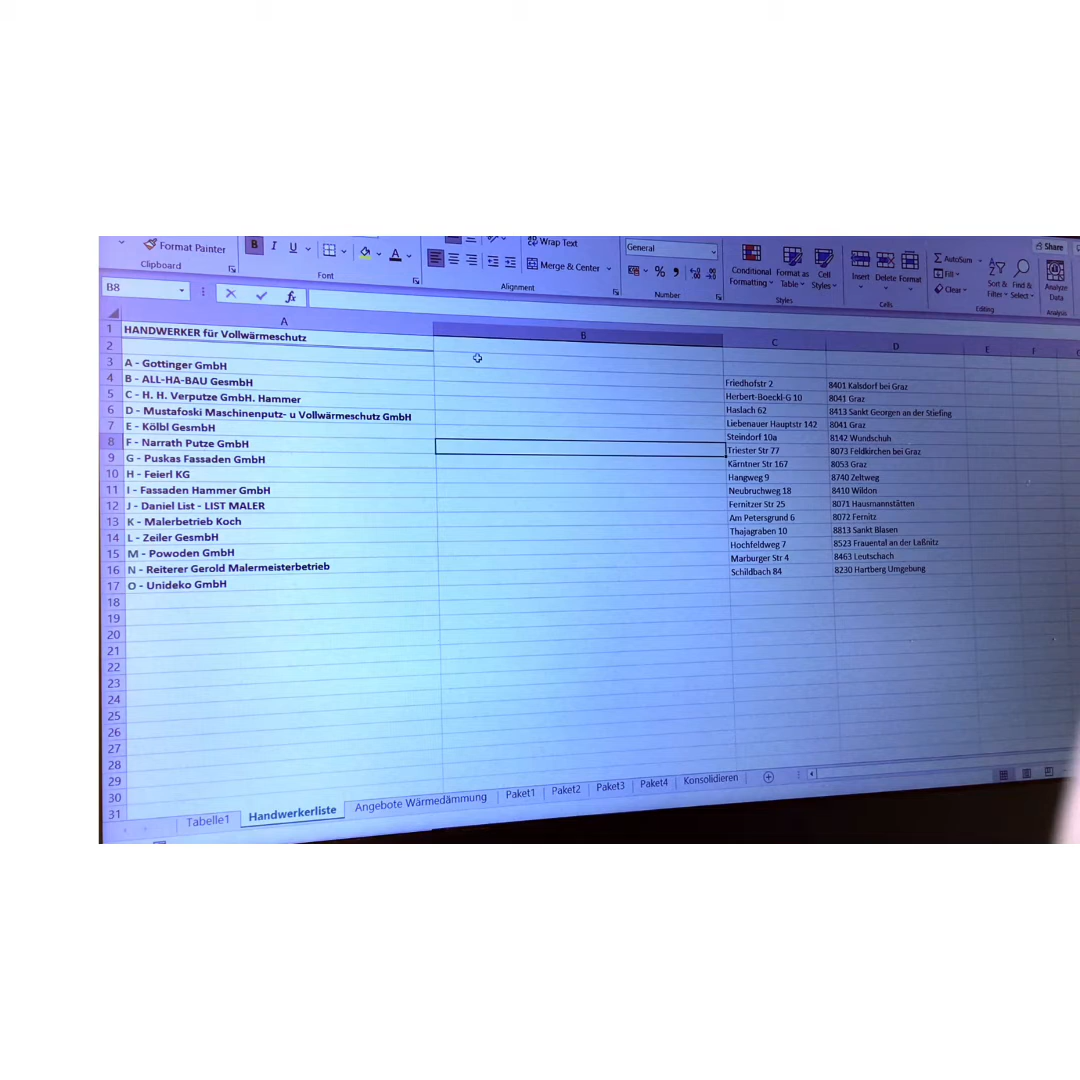 Format Painter
Clipboard
B I U
A
Font
Wrap Text
Merge & Center
Alignment
General
%
Number
Conditional Formatting
Format as Table
Cell Styles
Styles
Insert
Delete
Format
Cells
AutoSum
Fill
Clear
Sort & Filter
Find & Select
Editing
Share
Analyze Data
Analysis
B8
fx
A B C D E F
1 HANDWERKER für Vollwärmeschutz
2
3 A - Gottinger GmbH Friedhofstr 2 8401 Kalsdorf bei Graz
4 B - ALL-HA-BAU GesmbH Herbert-Boeckl-G 10 8041 Graz
5 C - H. H. Verputze GmbH. Hammer Haslach 62 8413 Sankt Georgen an der Stiefing
6 D - Mustafoski Maschinenputz- u Vollwärmeschutz GmbH Liebenauer Hauptstr 142 8041 Graz
7 E - Kölbl GesmbH Steindorf 10a 8142 Wundschuh
8 F - Narrath Putze GmbH Triester Str 77 8073 Feldkirchen bei Graz
9 G - Puskas Fassaden GmbH Kärntner Str 167 8053 Graz
10 H - Feierl KG Hangweg 9 8740 Zeltweg
11 I - Fassaden Hammer GmbH Neubruchweg 18 8410 Wildon
12 J - Daniel List - LIST MALER Fernitzer Str 25 8071 Hausmannstätten
13 K - Malerbetrieb Koch Am Petersgrund 6 8072 Fernitz
14 L - Zeiler GesmbH Thajagraben 10 8813 Sankt Blasen
15 M - Powoden GmbH Hochfeldweg 7 8523 Frauental an der Laßnitz
16 N - Reiterer Gerold Malermeisterbetrieb Marburger Str 4 8463 Leutschach
17 O - Unideko GmbH Schildbach 84 8230 Hartberg Umgebung
18
19
20
21
22
23
24
25
26
27
28
29
30
31
Tabelle1 Handwerkerliste Angebote Wärmedämmung Paket1 Paket2 Paket3 Paket4 Konsolidieren